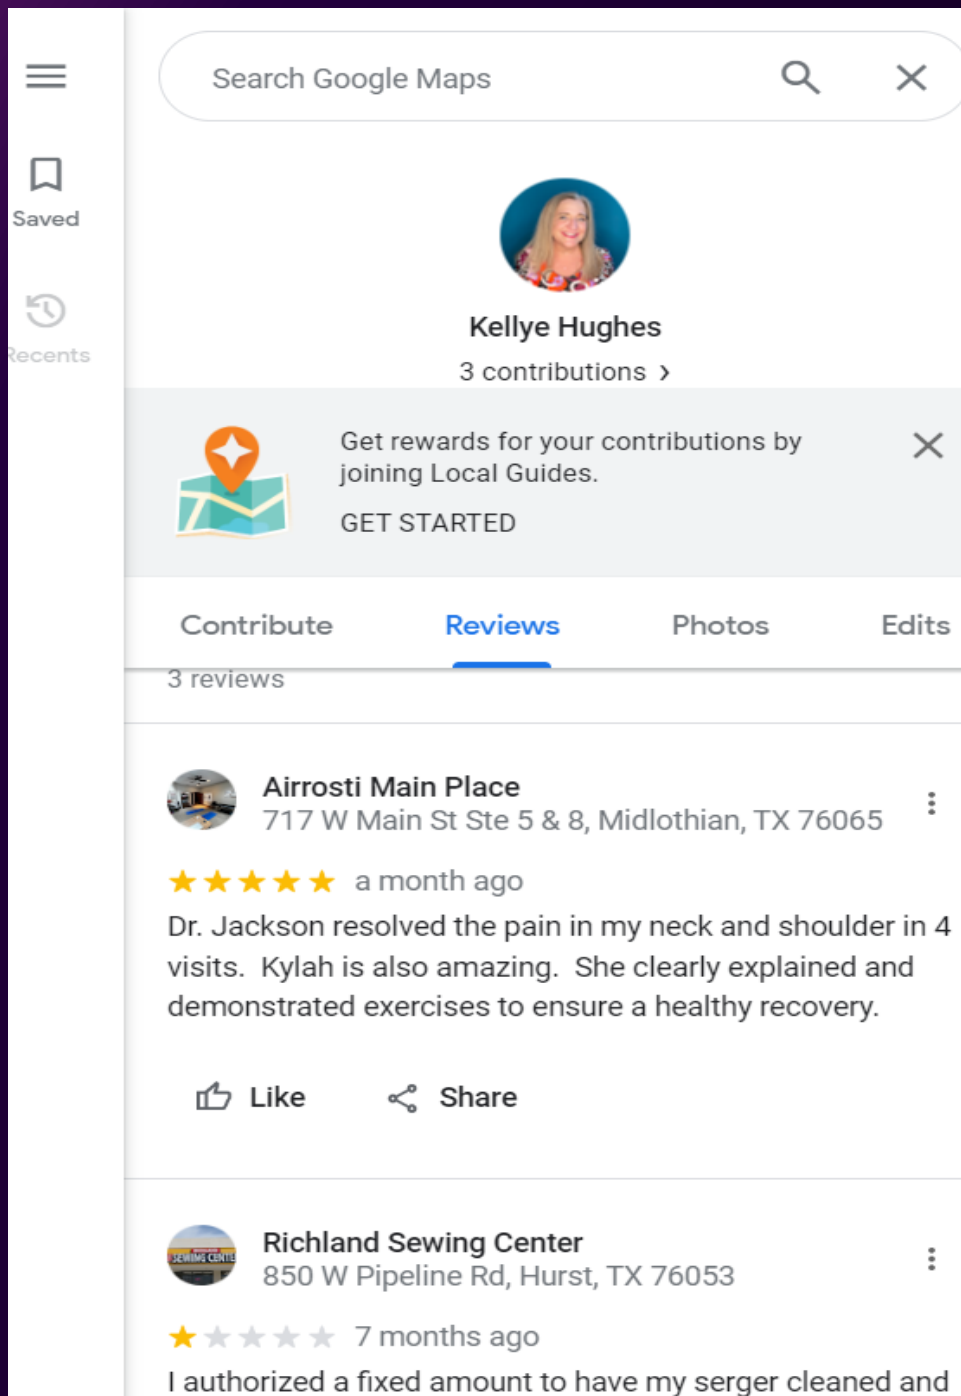 Search Google Maps
Saved
Recents
Kellye Hughes
3 contributions ›
Get rewards for your contributions by
joining Local Guides.
GET STARTED
Contribute Reviews Photos Edits
3 reviews
Airrosti Main Place
717 W Main St Ste 5 & 8, Midlothian, TX 76065
a month ago
Dr. Jackson resolved the pain in my neck and shoulder in 4
visits.  Kylah is also amazing.  She clearly explained and
demonstrated exercises to ensure a healthy recovery.
Like Share
SEWING CENTE
Richland Sewing Center
850 W Pipeline Rd, Hurst, TX 76053
7 months ago
I authorized a fixed amount to have my serger cleaned and